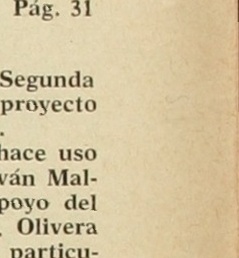 Pág. 31
Segunda
proyecto
.
hace uso
ván Mal-
poyo del
. Olivera
particu-